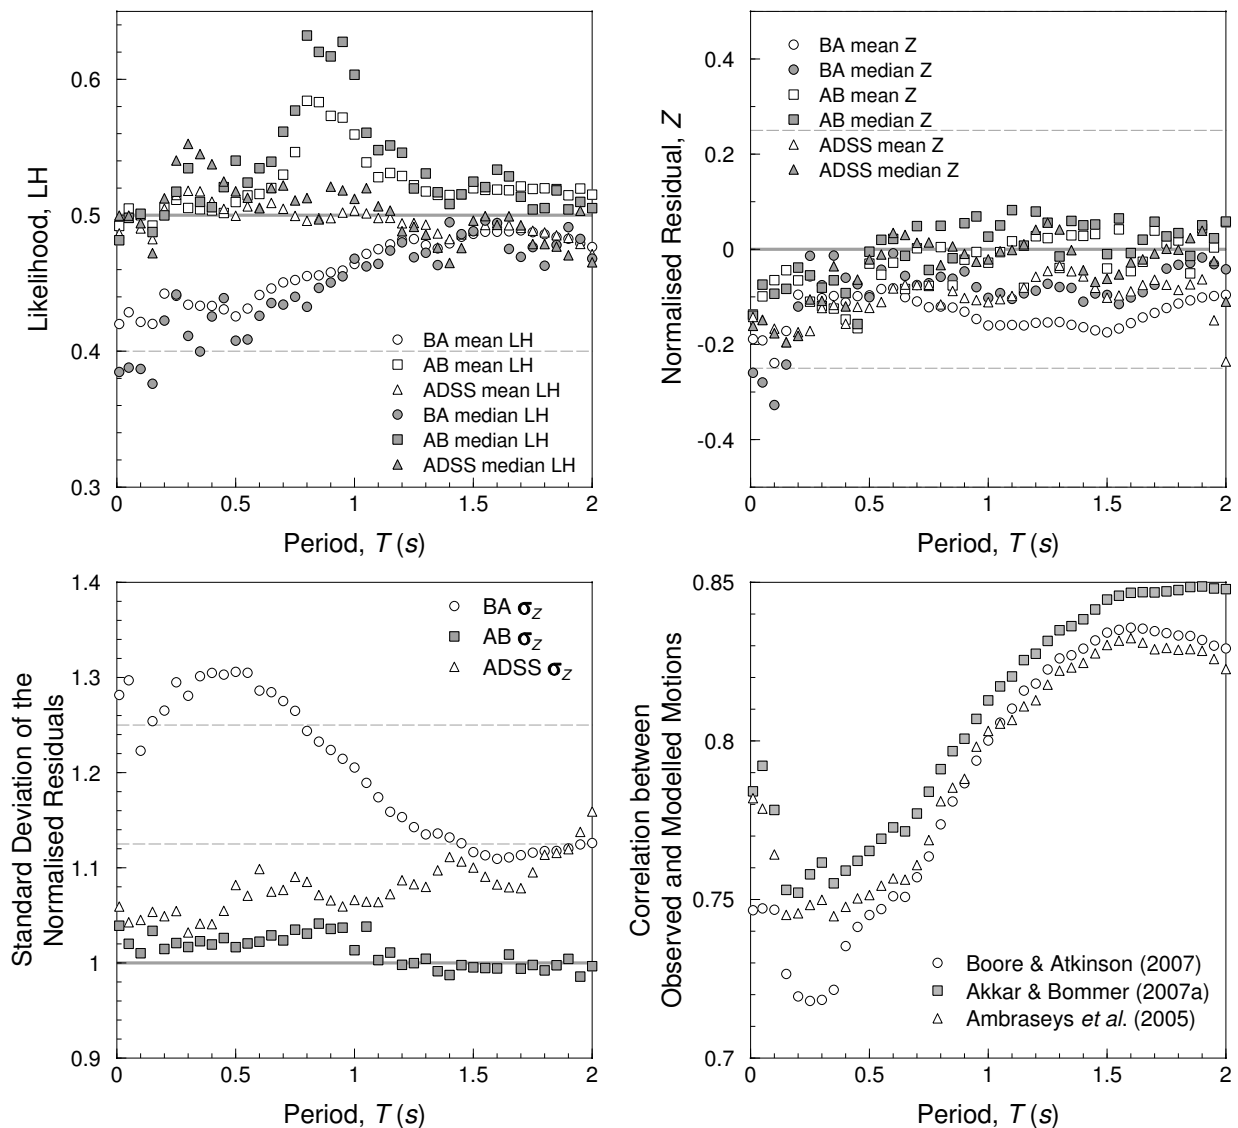 0.6
0.5
0.4
0.3
Likelihood, LH
BA mean LH
AB mean LH
ADSS mean LH
BA median LH
AB median LH
ADSS median LH
0
0.5
1
1.5
2
Period, T (s)
0.4
0.2
0
-0.2
-0.4
Normalised Residual, Z
BA mean Z
BA median Z
AB mean Z
AB median Z
ADSS mean Z
ADSS median Z
0
0.5
1
1.5
2
Period, T (s)
1.4
1.3
1.2
1.1
1
0.9
Standard Deviation of the
Normalised Residuals
BA σZ
AB σZ
ADSS σZ
0
0.5
1
1.5
2
Period, T (s)
0.85
0.8
0.75
0.7
Correlation between
Observed and Modelled Motions
Boore & Atkinson (2007)
Akkar & Bommer (2007a)
Ambraseys et al. (2005)
0
0.5
1
1.5
2
Period, T (s)